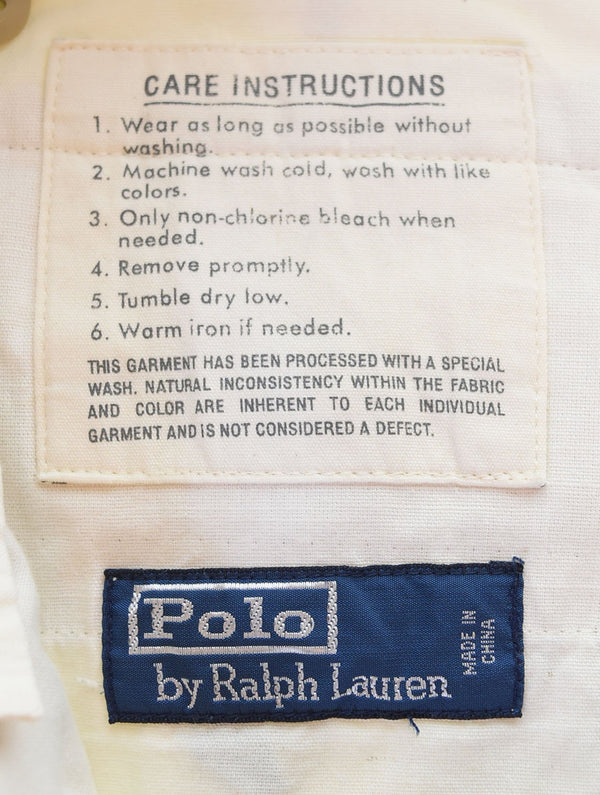 CARE INSTRUCTIONS
1. Wear as long as possible without
washing.
2. Machine wash cold, wash with like
colors.
3. Only non-chlorine bleach when
needed.
4. Remove promptly.
5. Tumble dry low.
6. Warm iron if needed.
THIS GARMENT HAS BEEN PROCESSED WITH A SPECIAL
WASH. NATURAL INCONSISTENCY WITHIN THE FABRIC
AND COLOR ARE INHERENT TO EACH INDIVIDUAL
GARMENT AND IS NOT CONSIDERED A DEFECT.
Polo
by Ralph Lauren
MADE IN
CHINA